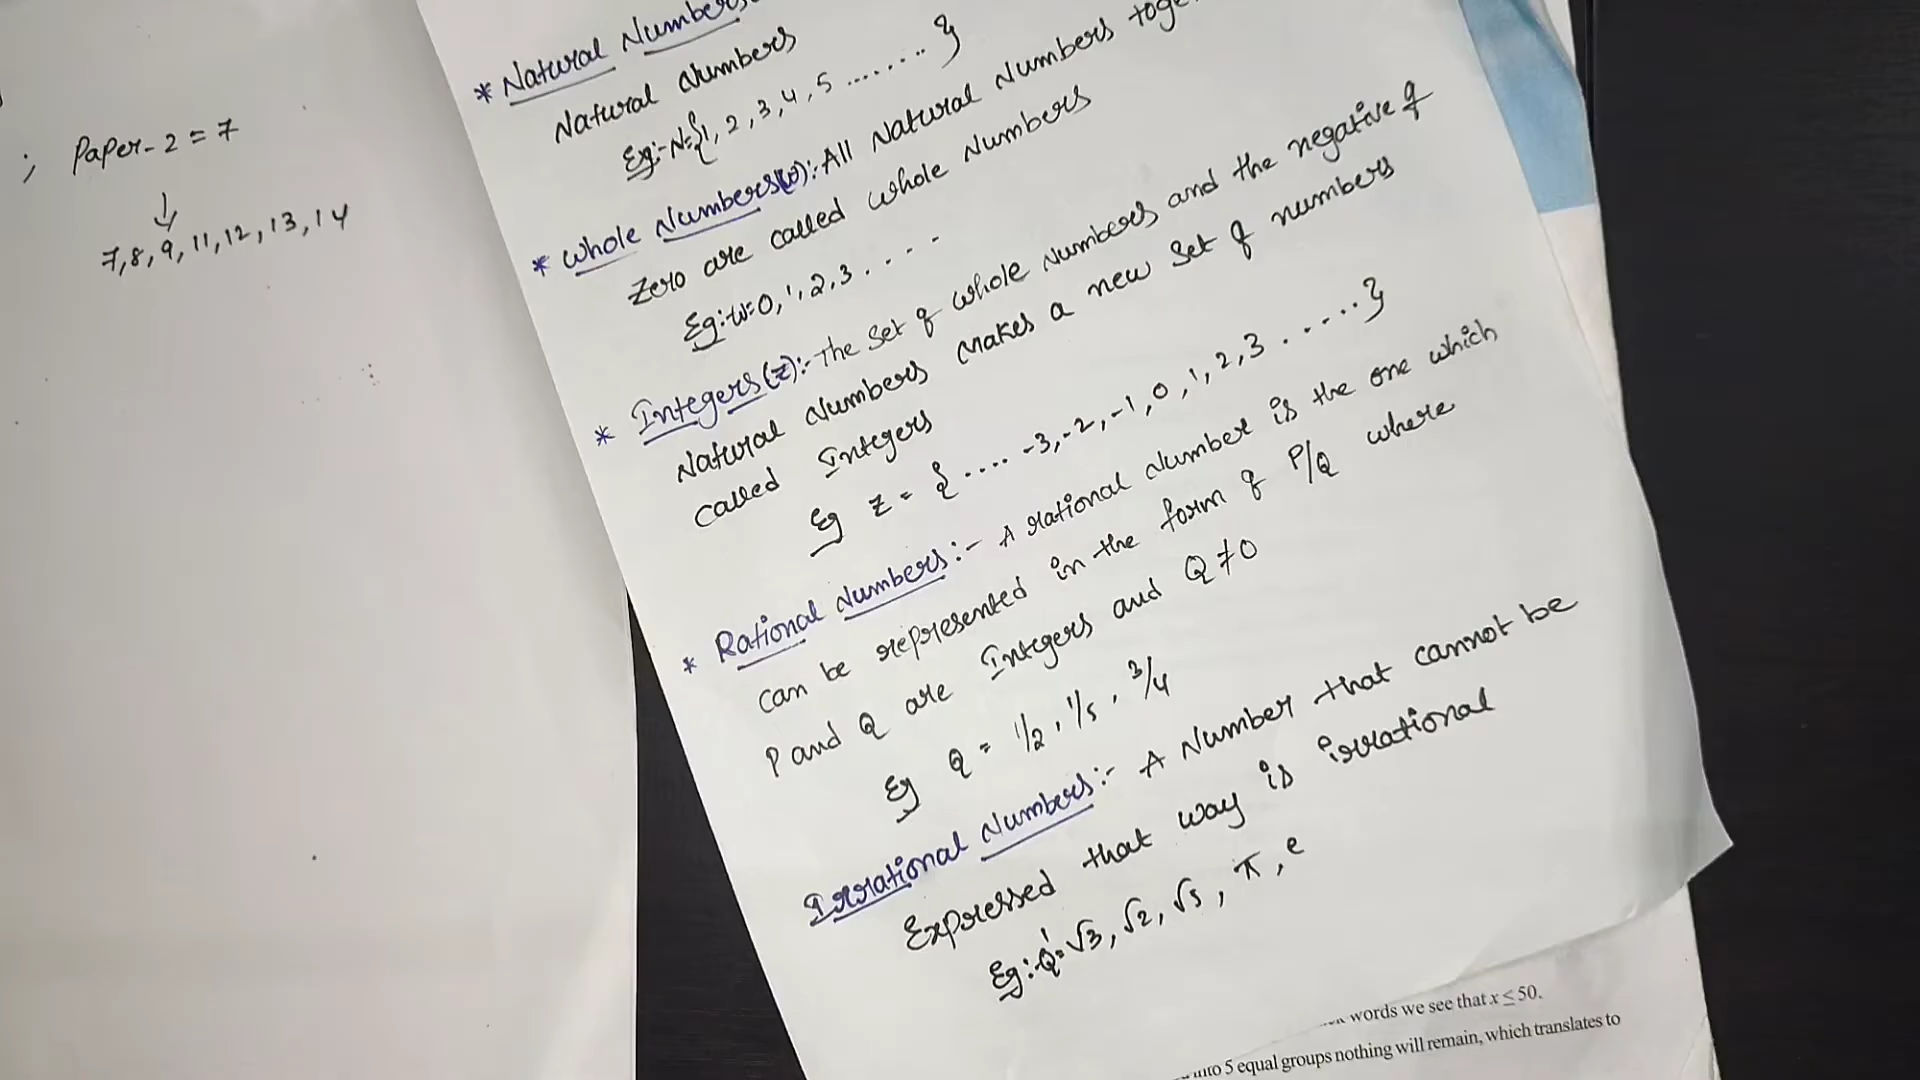 ; Paper-2 = 7
↓
7,8,9,11,12,13,14
* Natural Numbers
Natural Numbers
Eg:-N={1,2,3,4,5.......}
* Whole Numbers(w):All Natural Numbers
Zero are called whole Numbers
Eg:-w=0,1,2,3....
* Integers(z):-The set of whole Numbers and the negative of
Natural Numbers makes a new set of numbers
called Integers
Eg z = {.... -3,-2,-1,0,1,2,3.....}
* Rational Numbers:- A rational Number is the one which
can be represented in the form of P/Q where
P and Q are Integers and Q≠0
Eg Q = 1/2, 1/5, 3/4
Irrational Numbers:- A Number that cannot be
Expressed that way is irrational
Eg:-Q'=√3, √2, √5, π, e
words we see that x ≤ 50.
into 5 equal groups nothing will remain, which translates to